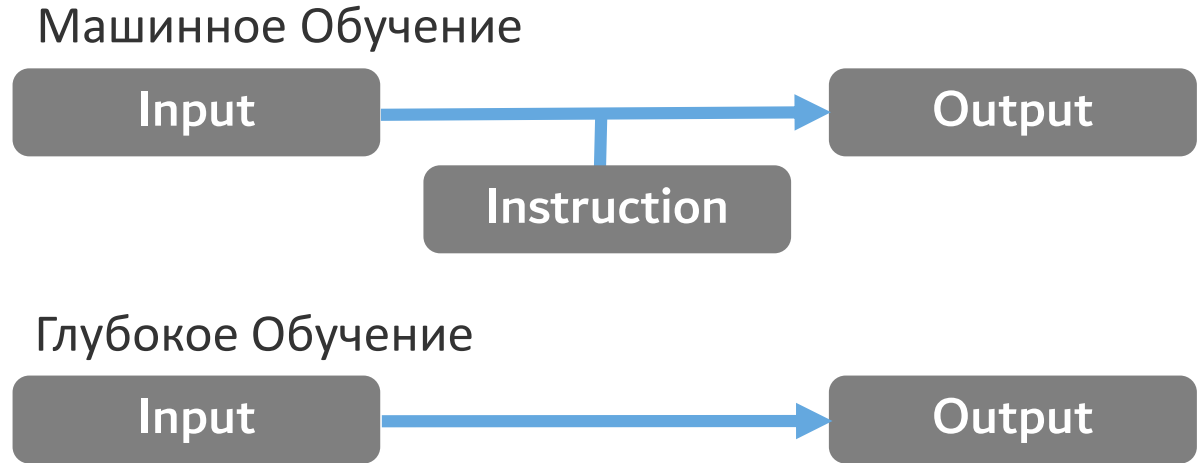 Машинное Обучение
Input
Output
Instruction
Глубокое Обучение
Input
Output